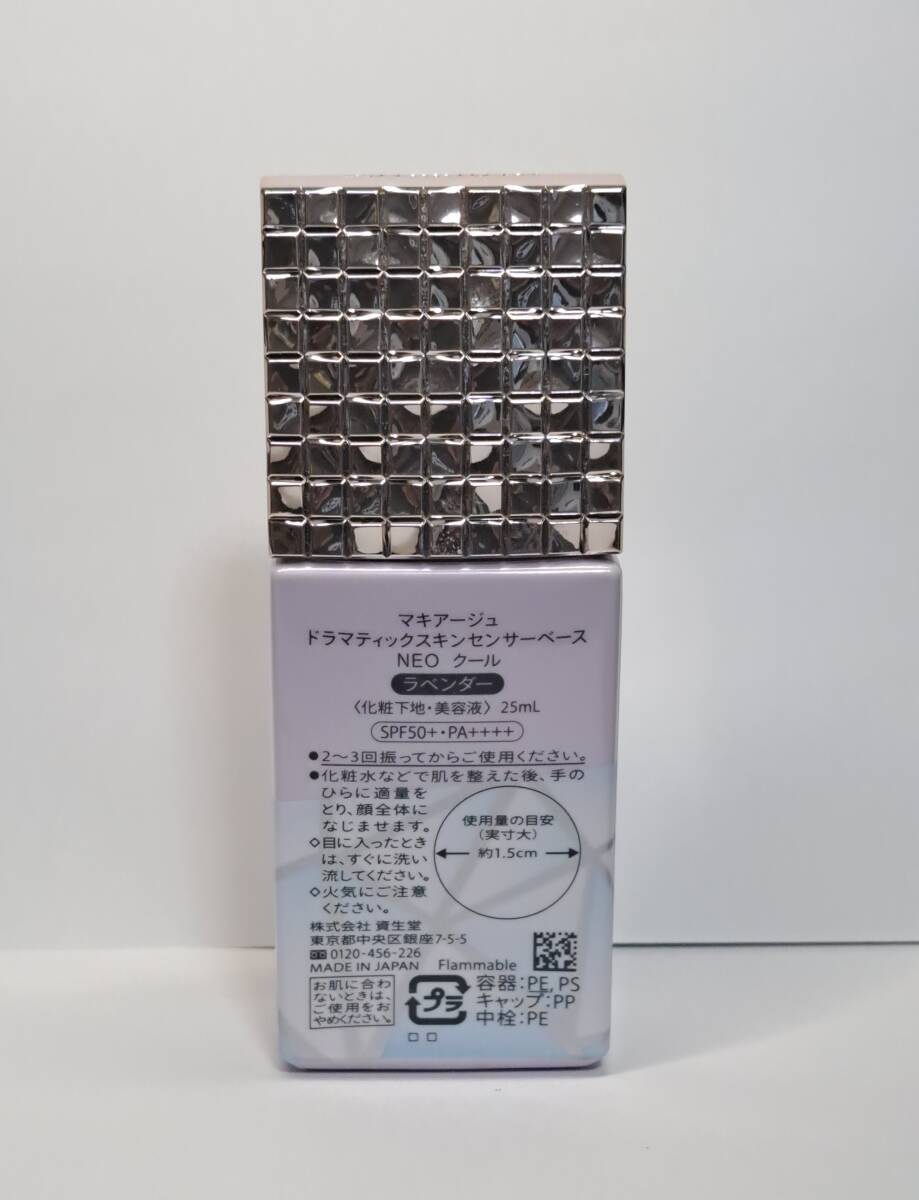 マキアージュ
ドラマティックスキンセンサーベース
NEO クール
ラベンダー
〈化粧下地・美容液〉25mL
SPF50+・PA++++
●2〜3回振ってからご使用ください。
●化粧水などで肌を整えた後、手の
ひらに適量を
とり、顔全体に
なじませます。
◇目に入ったとき
は、すぐに洗い
流してください。
◇火気にご注意
ください。
使用量の目安
(実寸大)
約1.5cm
株式会社 資生堂
東京都中央区銀座7-5-5
0120-456-226
MADE IN JAPAN Flammable
お肌に合わ
ないときは、
ご使用をお
やめください。
プラ
容器:PE, PS
キャップ:PP
中栓:PE